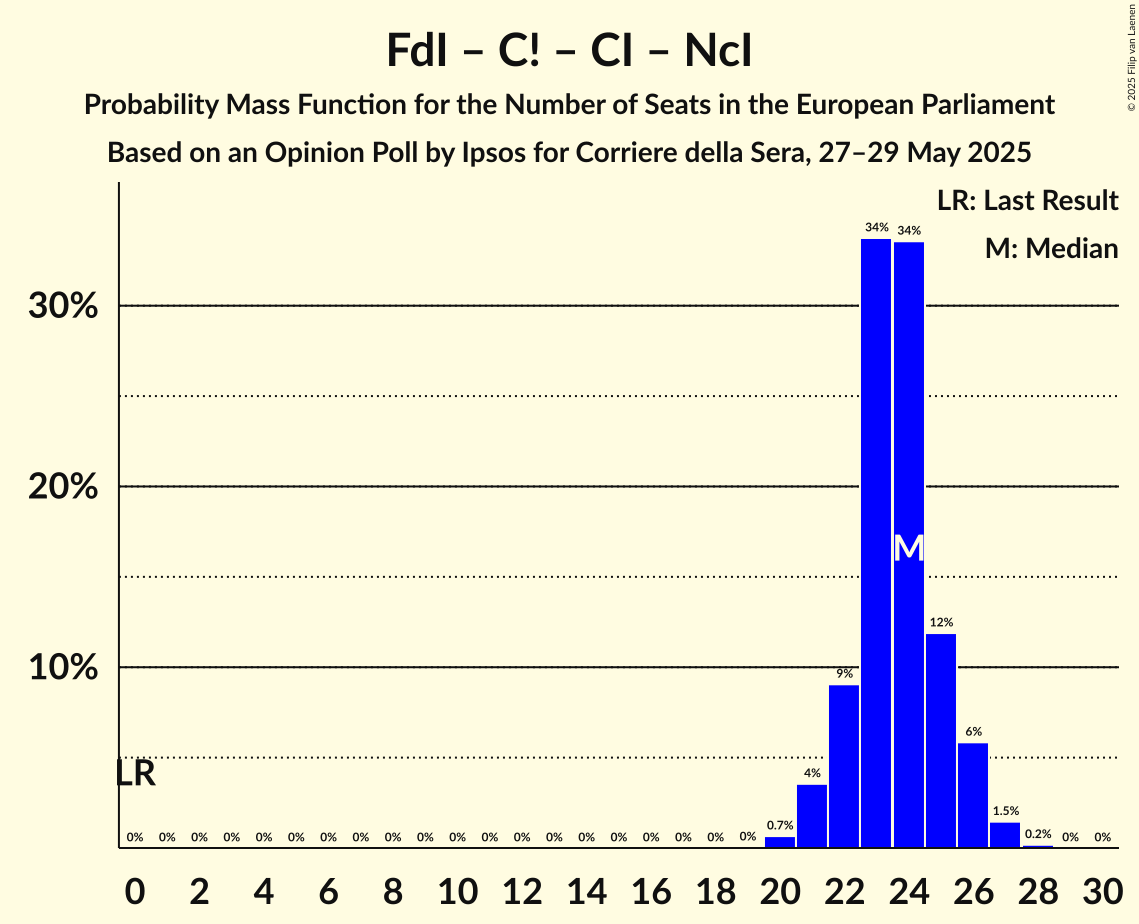 FdI – C! – CI – NcI
Probability Mass Function for the Number of Seats in the European Parliament
Based on an Opinion Poll by Ipsos for Corriere della Sera, 27–29 May 2025
© 2025 Filip van Laenen
LR: Last Result
M: Median
34% 34%
30%
20%
M
12%
10%
9%
6%
LR
4%
1.5%
0.7%
0.2%
0% 0% 0% 0% 0% 0% 0% 0% 0% 0% 0% 0% 0% 0% 0% 0% 0% 0% 0% 0% 0% 0%
0 2 4 6 8 10 12 14 16 18 20 22 24 26 28 30